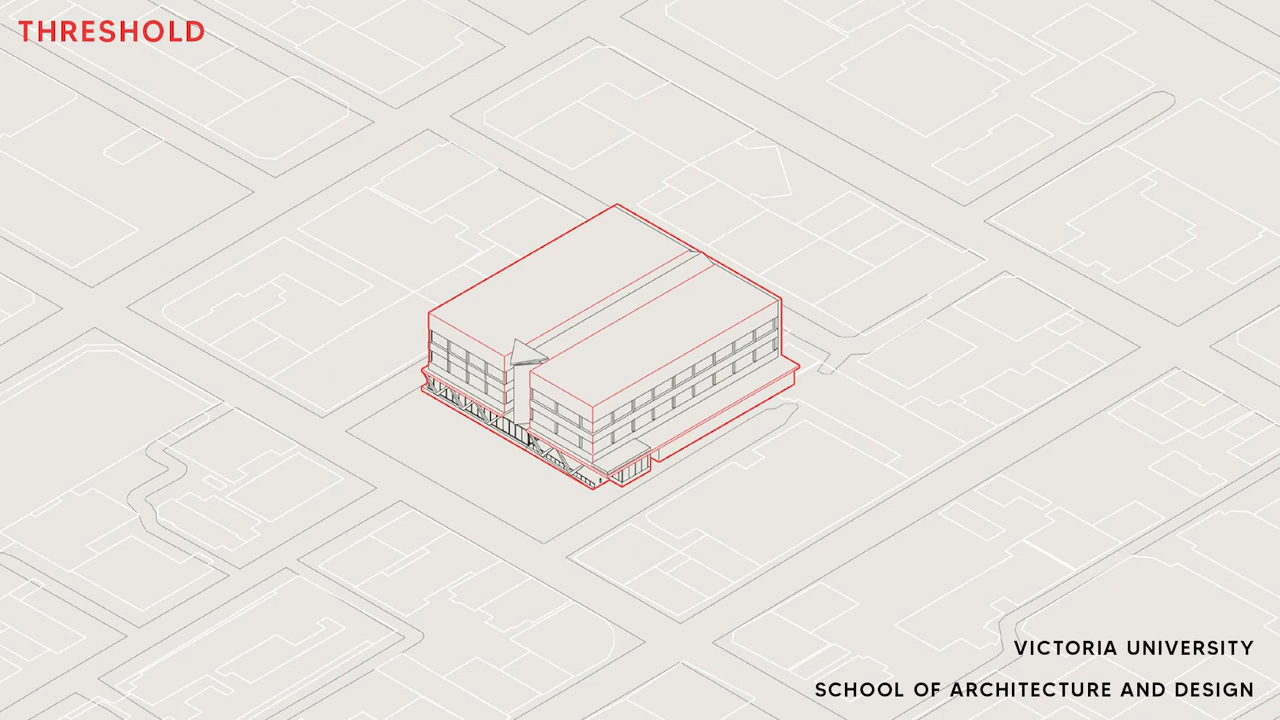 THRESHOLD
VICTORIA UNIVERSITY
SCHOOL OF ARCHITECTURE AND DESIGN